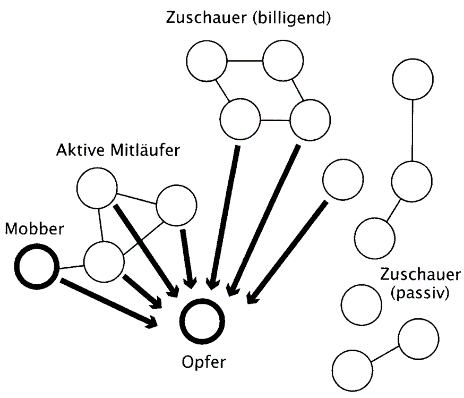 Zuschauer (billigend)
Aktive Mitläufer
Mobber
Zuschauer
(passiv)
Opfer